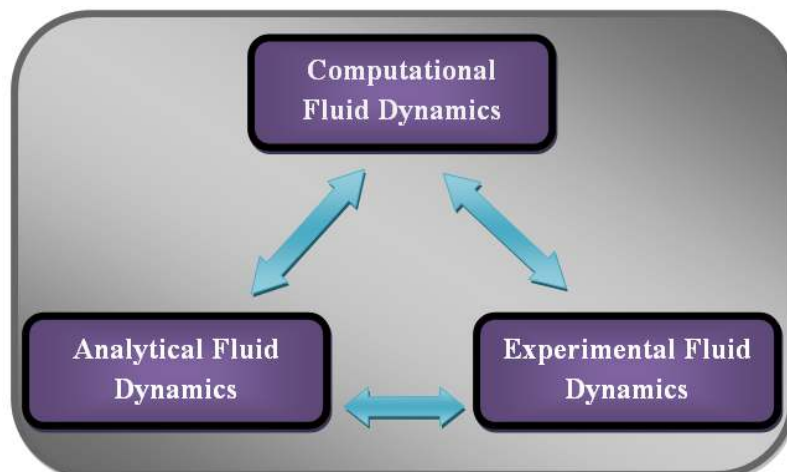 Computational
Fluid Dynamics
Analytical Fluid
Dynamics
Experimental Fluid
Dynamics